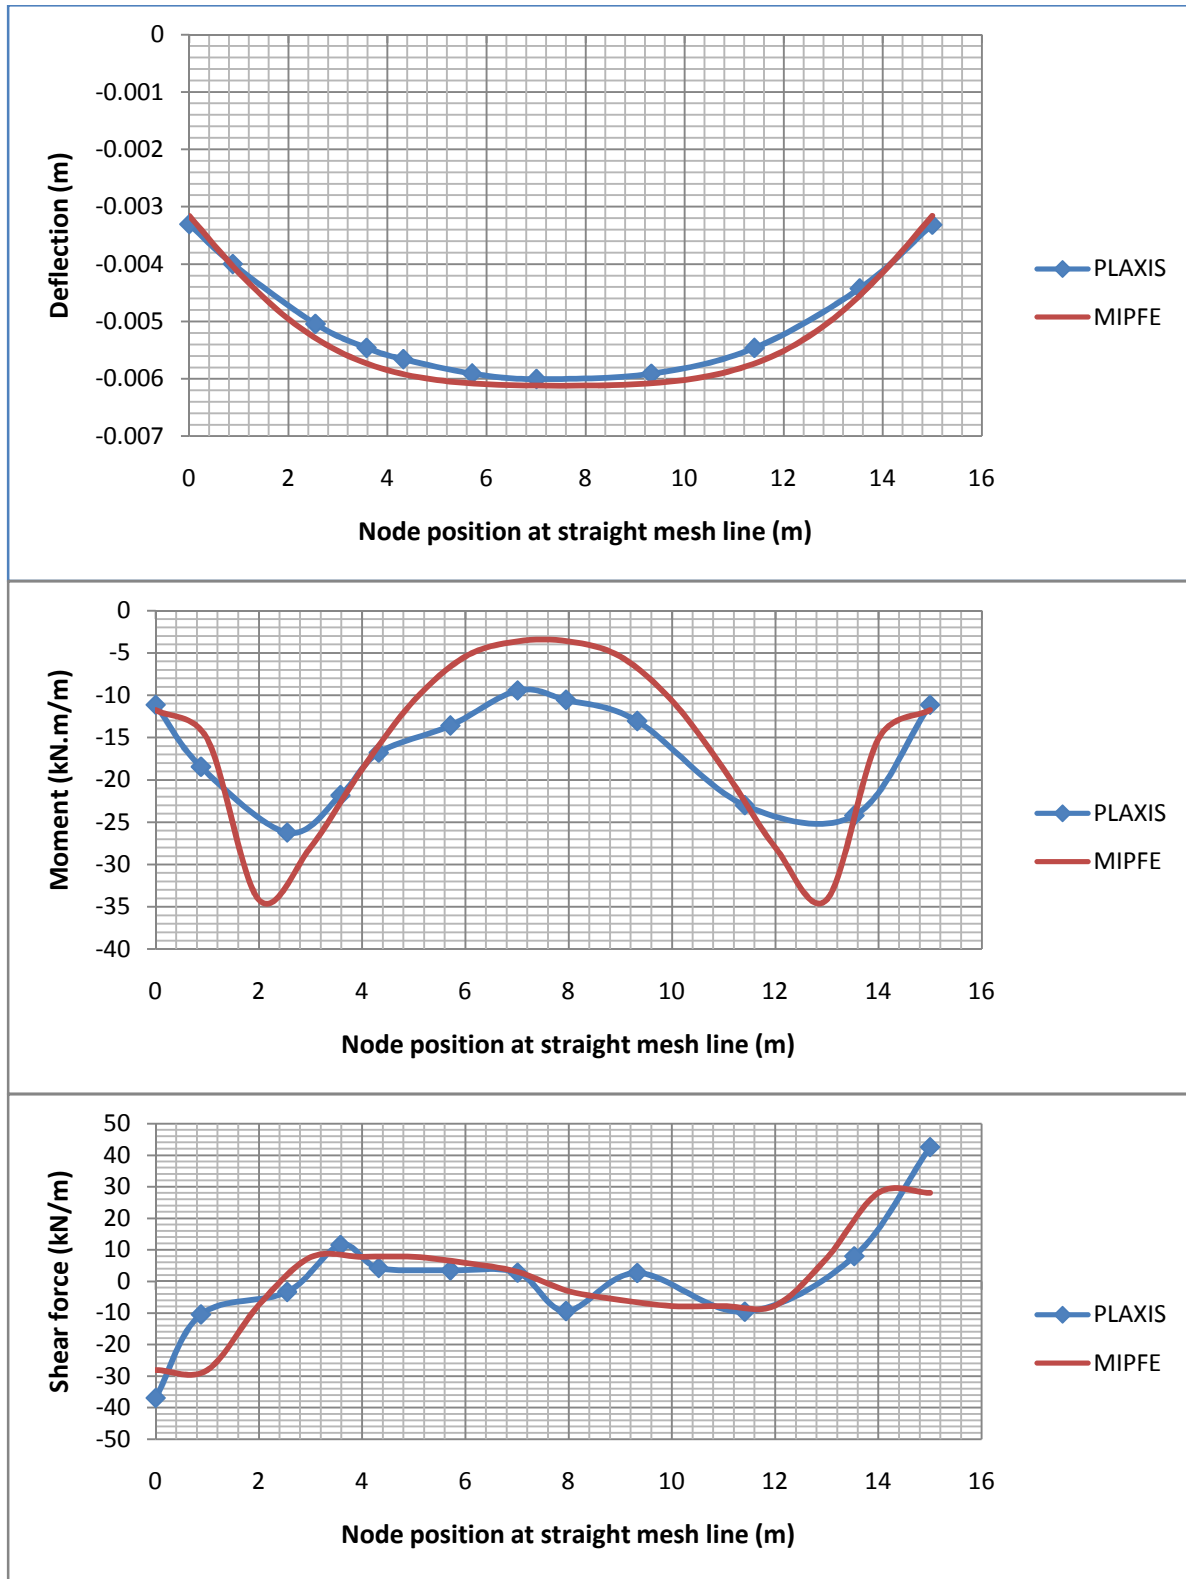 0
-0.001
-0.002
-0.003
-0.004
-0.005
-0.006
-0.007
Deflection (m)
0 2 4 6 8 10 12 14 16
Node position at straight mesh line (m)
PLAXIS
MIPFE
0
-5
-10
-15
-20
-25
-30
-35
-40
Moment (kN.m/m)
0 2 4 6 8 10 12 14 16
Node position at straight mesh line (m)
PLAXIS
MIPFE
50
40
30
20
10
0
-10
-20
-30
-40
-50
Shear force (kN/m)
0 2 4 6 8 10 12 14 16
Node position at straight mesh line (m)
PLAXIS
MIPFE